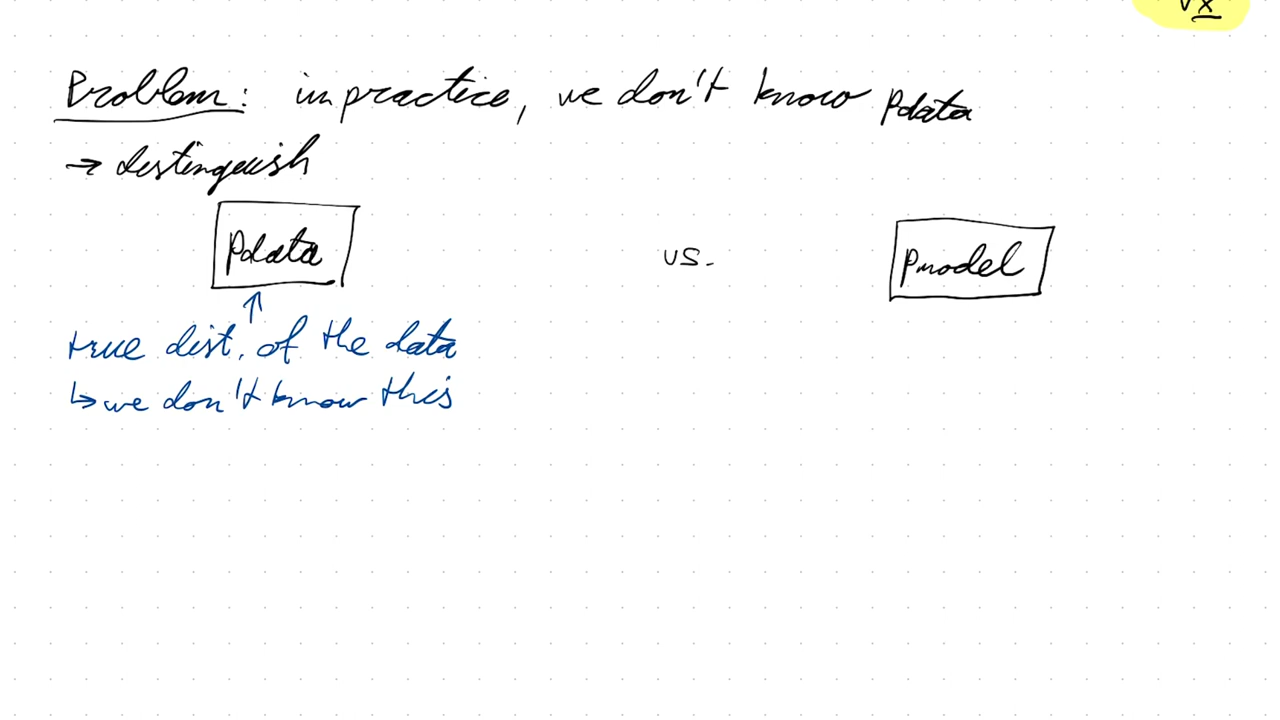 √x
Problem: in practice, we don't know Pdata
→ distinguish
Pdata vs. Pmodel
↑
true dist. of the data
↳ we don't know this